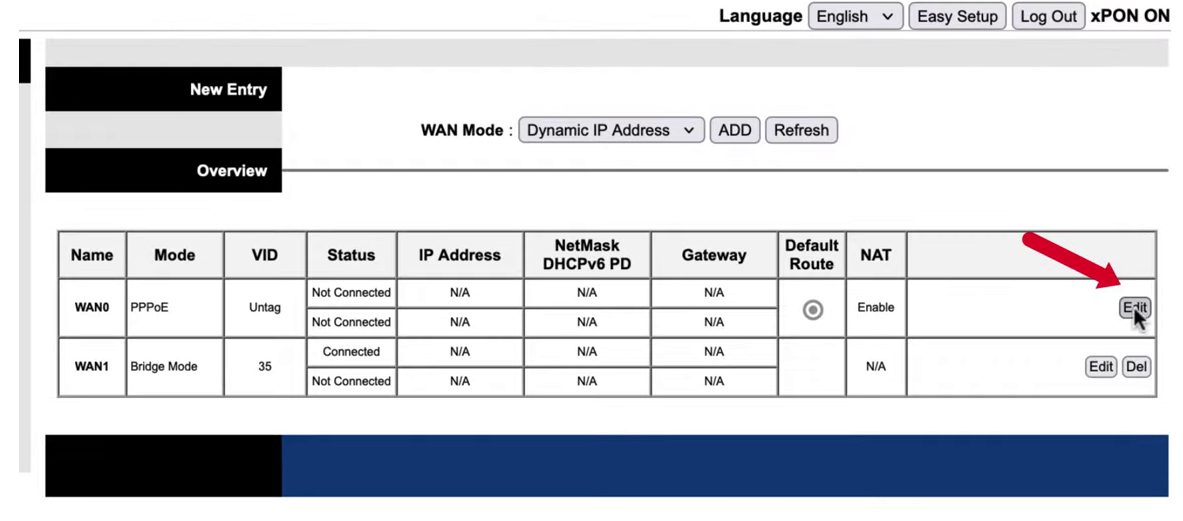 Language English Easy Setup Log Out xPON ON
New Entry
WAN Mode : Dynamic IP Address ADD Refresh
Overview
Name Mode VID Status IP Address NetMask DHCPv6 PD Gateway Default Route NAT
WAN0 PPPoE Untag Not Connected N/A N/A N/A Enable Edit
Not Connected N/A N/A N/A
WAN1 Bridge Mode 35 Connected N/A N/A N/A N/A Edit Del
Not Connected N/A N/A N/A